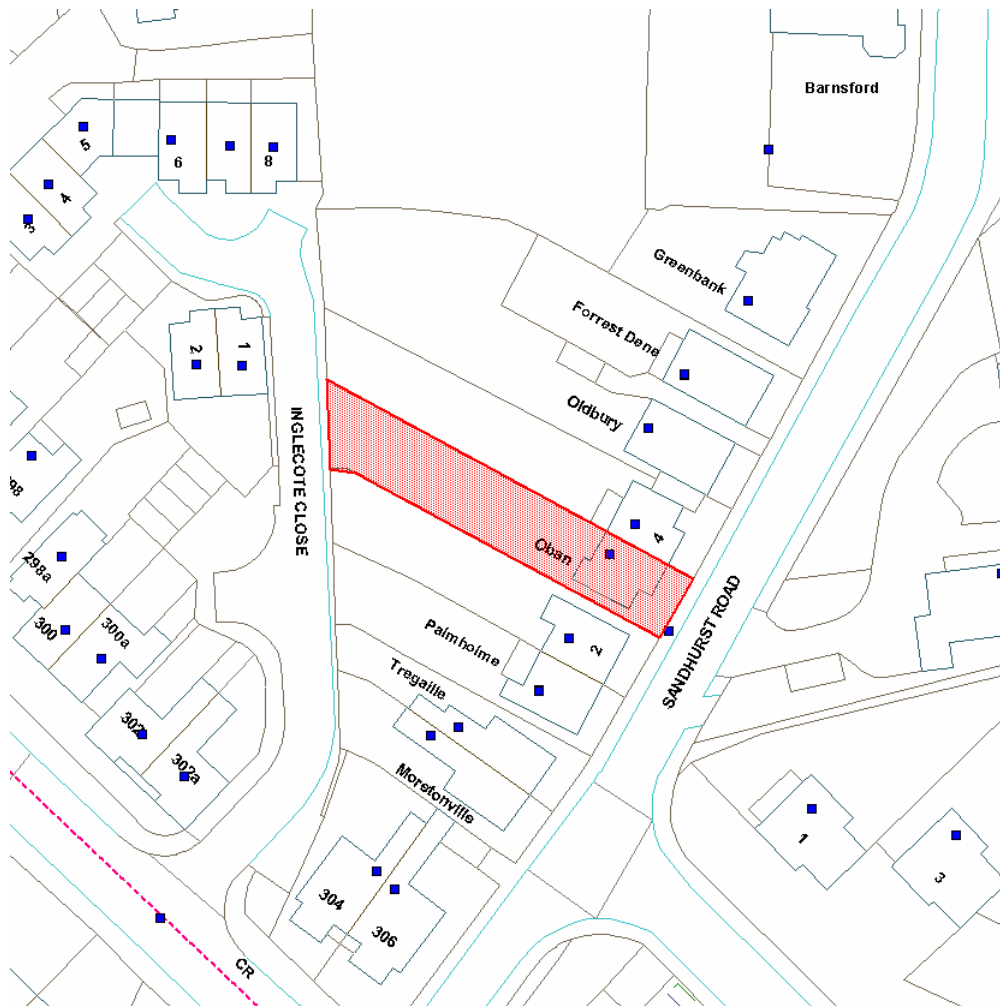 Barnsford
5
6
8
4
3
Greenbank
Forrest Dene
2
1
Oldbury
INGLECOTE CLOSE
98
4
Oban
298a
SANDHURST ROAD
300
300a
2
Palmholme
Tregaille
302
302a
Moretonville
1
3
304
306
CR